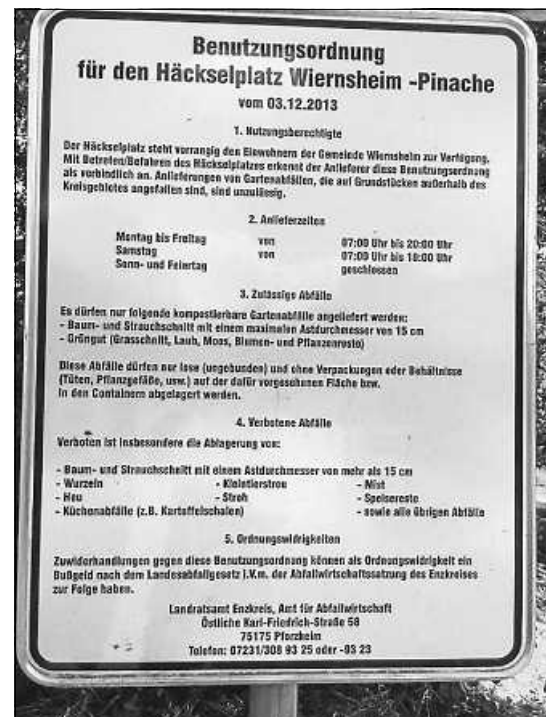 Benutzungsordnung
für den Häckselplatz Wiernsheim -Pinache
vom 03.12.2013
1. Nutzungsberechtigte
Der Häckselplatz steht vorrangig den Einwohnern der Gemeinde Wiernsheim zur Verfügung.
Mit Betreten/Befahren des Häckselplatzes erkennt der Anlieferer diese Benutzungsordnung
als verbindlich an. Anlieferungen von Gartenabfällen, die auf Grundstücken außerhalb des
Kreisgebietes angefallen sind, sind unzulässig.
2. Anlieferzeiten
Montag bis Freitag von 07:00 Uhr bis 20:00 Uhr
Samstag von 07:00 Uhr bis 18:00 Uhr
Sonn- und Feiertag geschlossen
3. Zulässige Abfälle
Es dürfen nur folgende kompostierbare Gartenabfälle angeliefert werden:
- Baum- und Strauchschnitt mit einem maximalen Astdurchmesser von 15 cm
- Grüngut (Grasschnitt, Laub, Moos, Blumen- und Pflanzenreste)
Diese Abfälle dürfen nur lose (ungebunden) und ohne Verpackungen oder Behältnisse
(Tüten, Pflanzgefäße, usw.) auf der dafür vorgesehenen Fläche bzw.
in den Containern abgelagert werden.
4. Verbotene Abfälle
Verboten ist insbesondere die Ablagerung von:
- Baum- und Strauchschnitt mit einem Astdurchmesser von mehr als 15 cm
- Wurzeln - Kleintierstreu - Mist
- Heu - Stroh - Speisereste
- Küchenabfälle (z.B. Kartoffelschalen) - sowie alle übrigen Abfälle
5. Ordnungswidrigkeiten
Zuwiderhandlungen gegen diese Benutzungsordnung können als Ordnungswidrigkeit ein
Bußgeld nach dem Landesabfallgesetz i.V.m. der Abfallwirtschaftssatzung des Enzkreises
zur Folge haben.
Landratsamt Enzkreis, Amt für Abfallwirtschaft
Östliche Karl-Friedrich-Straße 58
75175 Pforzheim
Telefon: 07231/308 93 25 oder -93 23